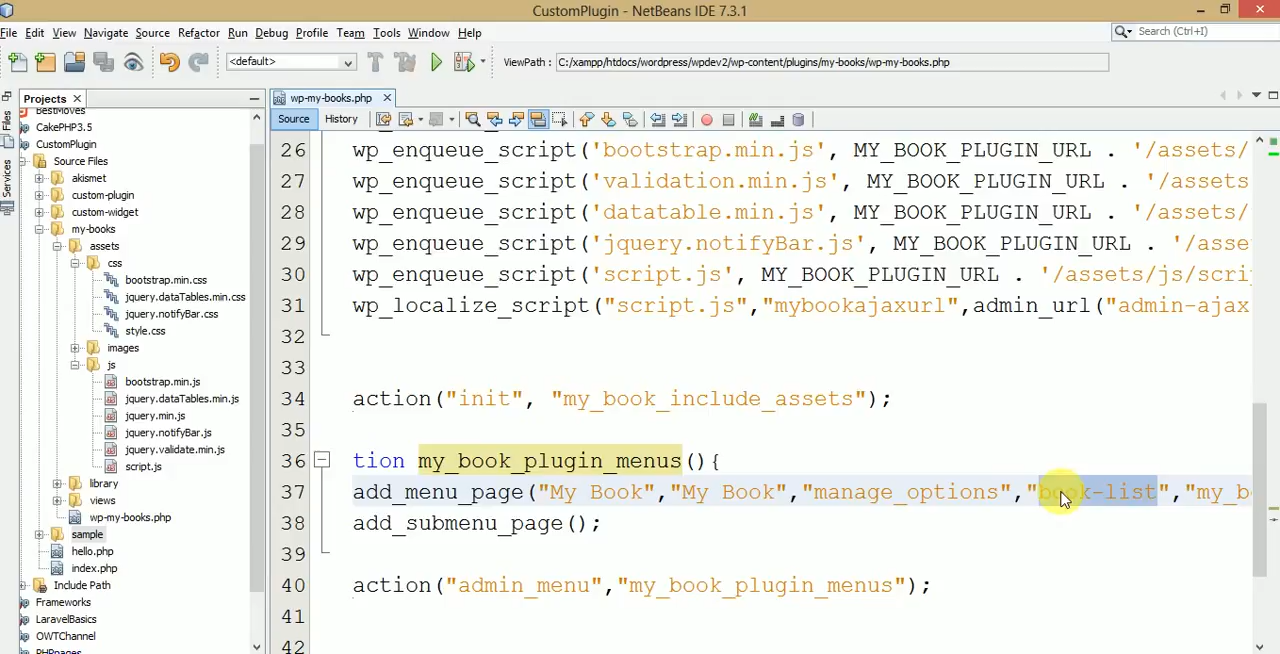 CustomPlugin - NetBeans IDE 7.3.1
File Edit View Navigate Source Refactor Run Debug Profile Team Tools Window Help
Search (Ctrl+I)
<default>
ViewPath : C:/xampp/htdocs/wordpress/wpdev2/wp-content/plugins/my-books/wp-my-books.php
Files
Services
Projects
BestMoves
CakePHP3.5
CustomPlugin
Source Files
akismet
custom-plugin
custom-widget
my-books
assets
css
bootstrap.min.css
jquery.dataTables.min.css
jquery.notifyBar.css
style.css
images
js
bootstrap.min.js
jquery.dataTables.min.js
jquery.min.js
jquery.notifyBar.js
jquery.validate.min.js
script.js
library
views
wp-my-books.php
sample
hello.php
index.php
Include Path
Frameworks
LaravelBasics
OWTChannel
PHPpages
wp-my-books.php
Source History
26 wp_enqueue_script('bootstrap.min.js', MY_BOOK_PLUGIN_URL . '/assets/
27 wp_enqueue_script('validation.min.js', MY_BOOK_PLUGIN_URL . '/assets
28 wp_enqueue_script('datatable.min.js', MY_BOOK_PLUGIN_URL . '/assets/
29 wp_enqueue_script('jquery.notifyBar.js', MY_BOOK_PLUGIN_URL . '/asse
30 wp_enqueue_script('script.js', MY_BOOK_PLUGIN_URL . '/assets/js/scri
31 wp_localize_script("script.js","mybookajaxurl",admin_url("admin-ajax
32
33
34 action("init", "my_book_include_assets");
35
36 tion my_book_plugin_menus(){
37 add_menu_page("My Book","My Book","manage_options","book-list","my_b
38 add_submenu_page();
39
40 action("admin_menu","my_book_plugin_menus");
41
42